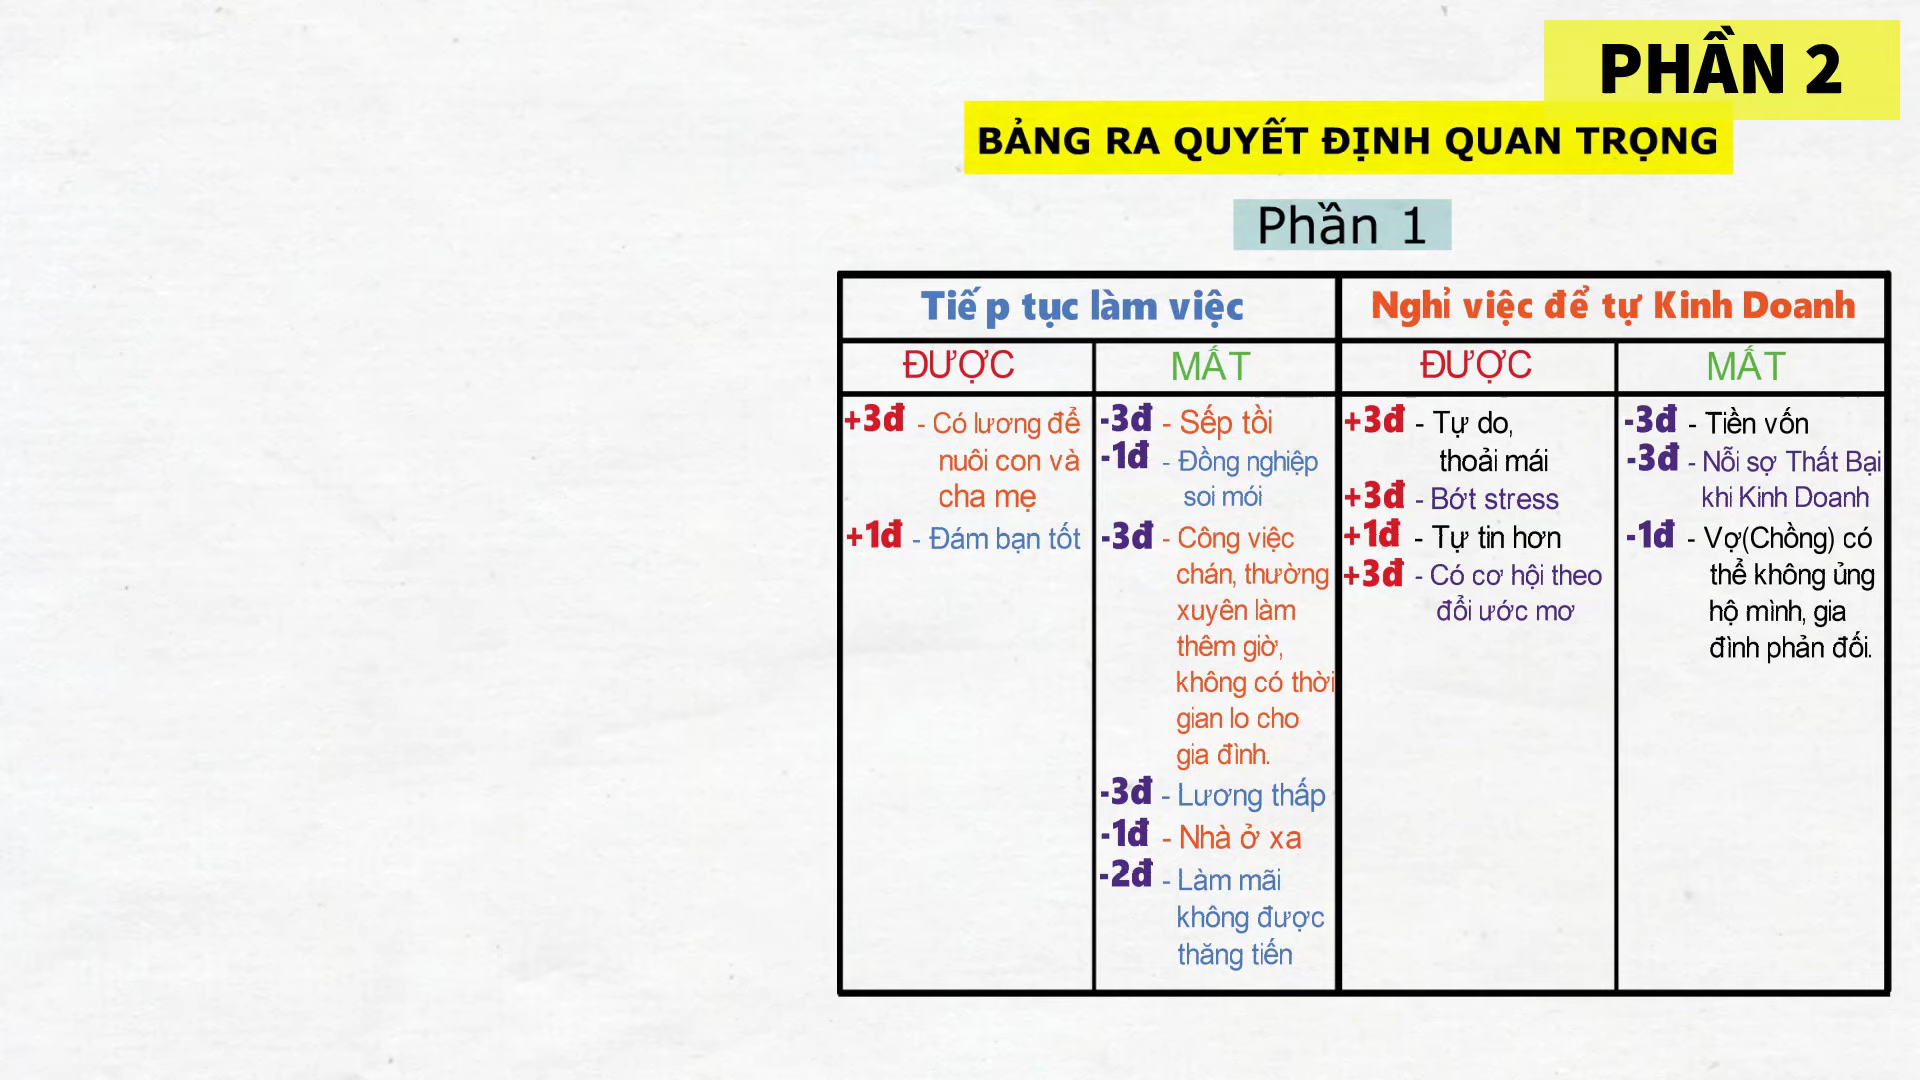 PHẦN 2
BẢNG RA QUYẾT ĐỊNH QUAN TRỌNG
Phần 1
Tiếp tục làm việc
Nghỉ việc để tự Kinh Doanh
ĐƯỢC
MẤT
ĐƯỢC
MẤT
+3đ - Có lương để
nuôi con và
cha mẹ
+1đ - Đám bạn tốt
-3đ - Sếp tồi
-1đ - Đồng nghiệp
soi mói
-3đ - Công việc
chán, thường
xuyên làm
thêm giờ,
không có thời
gian lo cho
gia đình.
-3đ - Lương thấp
-1đ - Nhà ở xa
-2đ - Làm mãi
không được
thăng tiến
+3đ - Tự do,
thoải mái
+3đ - Bớt stress
+1đ - Tự tin hơn
+3đ - Có cơ hội theo
đổi ước mơ
-3đ - Tiền vốn
-3đ - Nỗi sợ Thất Bại
khi Kinh Doanh
-1đ - Vợ(Chồng) có
thể không ủng
hộ mình, gia
đình phản đối.